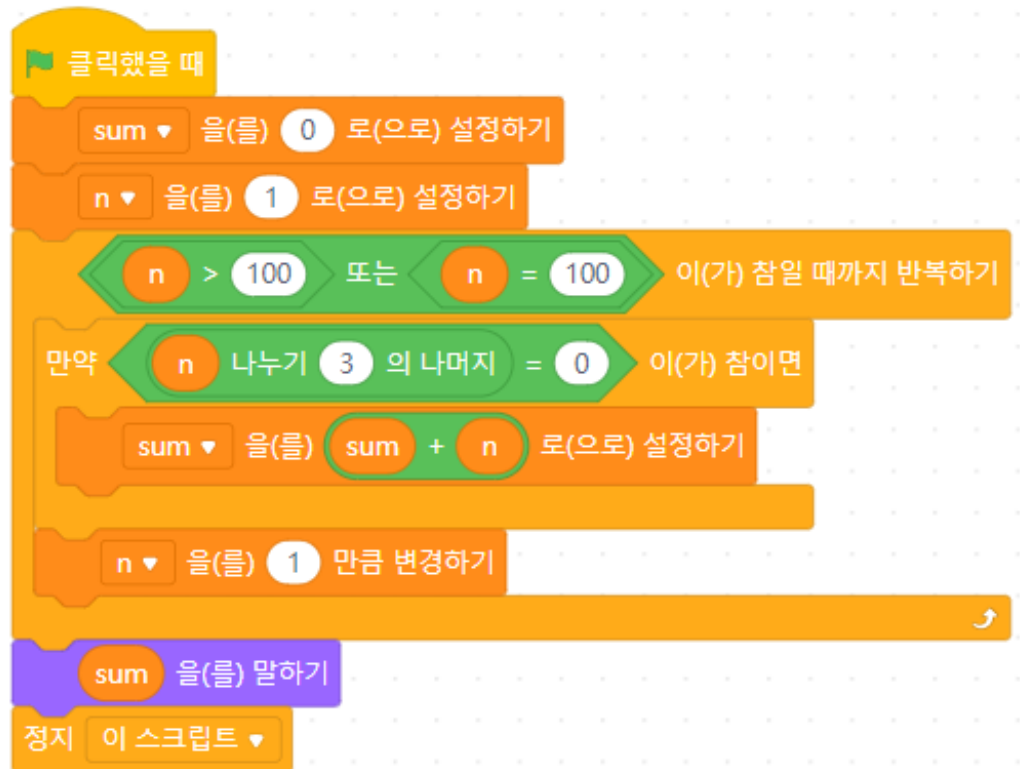 클릭했을 때
sum 을(를) 0 로(으로) 설정하기
n 을(를) 1 로(으로) 설정하기
n > 100 또는 n = 100 이(가) 참일 때까지 반복하기
만약 n 나누기 3 의 나머지 = 0 이(가) 참이면
sum 을(를) sum + n 로(으로) 설정하기
n 을(를) 1 만큼 변경하기
sum 을(를) 말하기
정지 이 스크립트